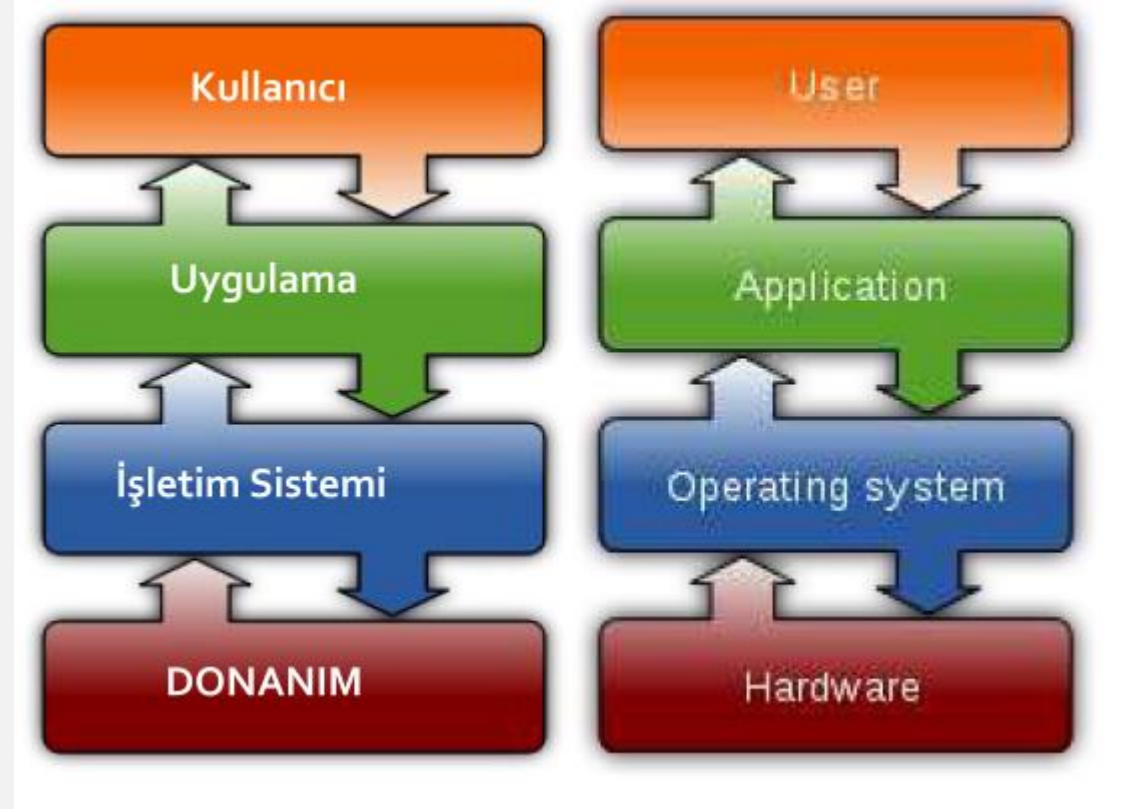 Kullanıcı
Uygulama
İşletim Sistemi
DONANIM
User
Application
Operating system
Hardware